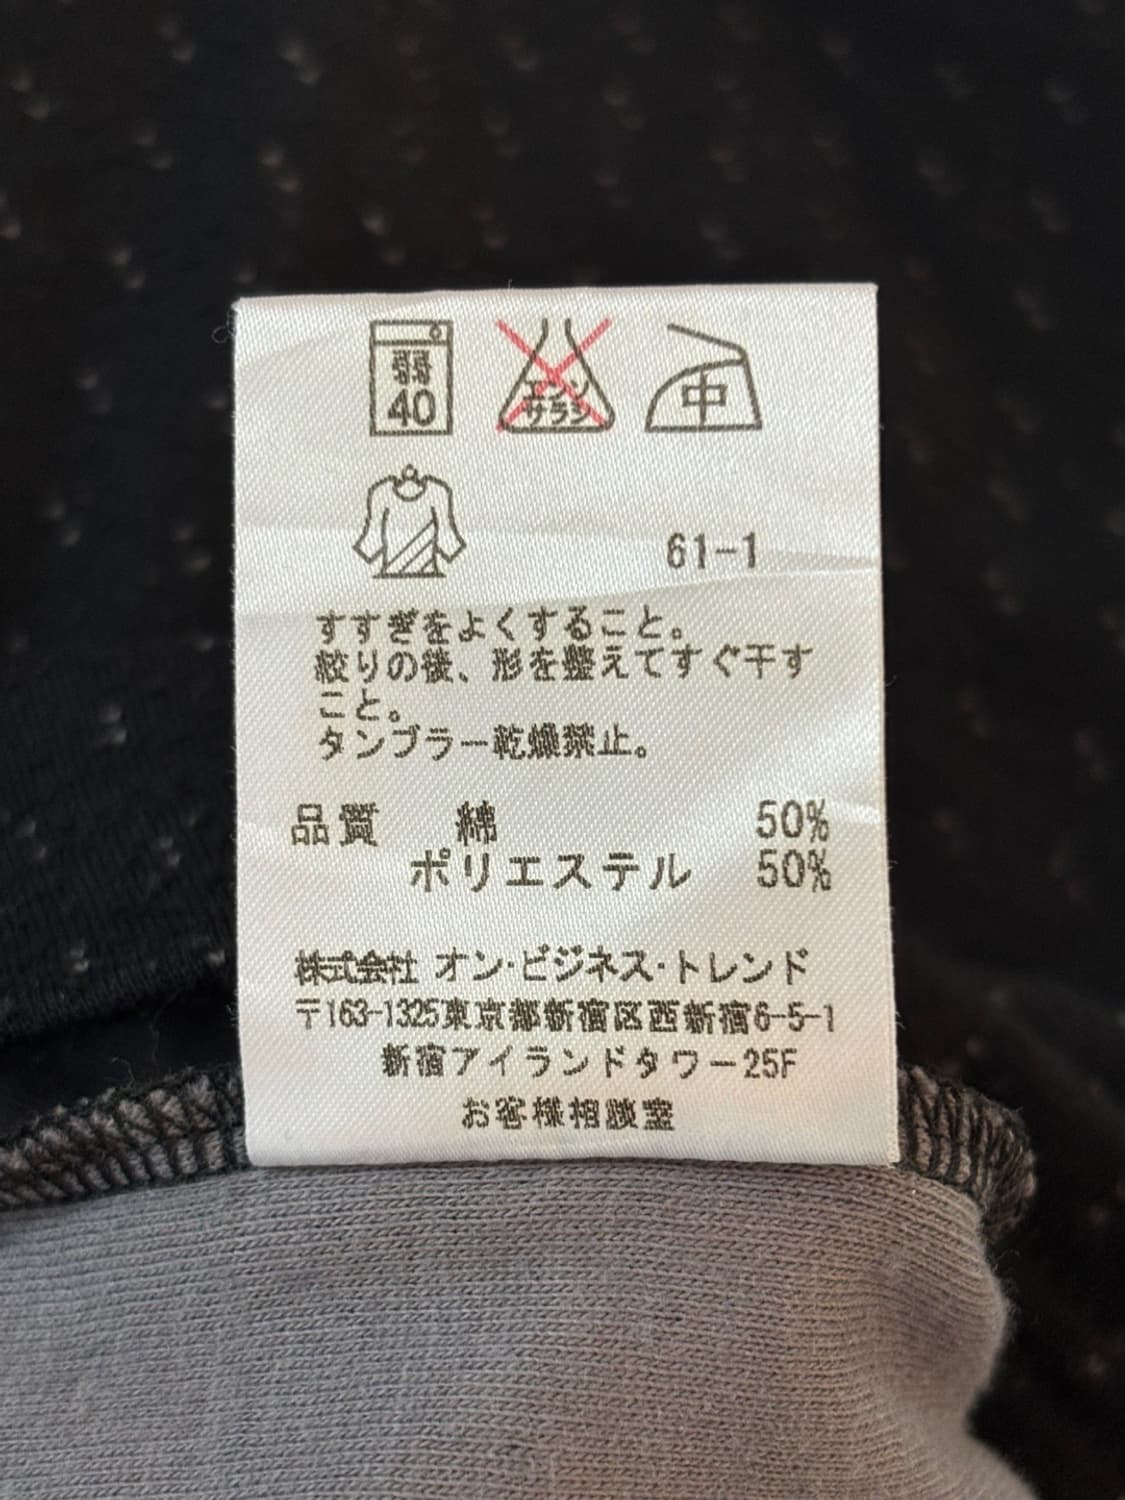 弱
40
エンソ
サラシ
中
61-1
すすぎをよくすること。
絞りの後、形を整えてすぐ干す
こと。
タンブラー乾燥禁止。
品質 綿 50%
ポリエステル 50%
株式会社 オン・ビジネス・トレンド
〒163-1325東京都新宿区西新宿6-5-1
新宿アイランドタワー25F
お客様相談室